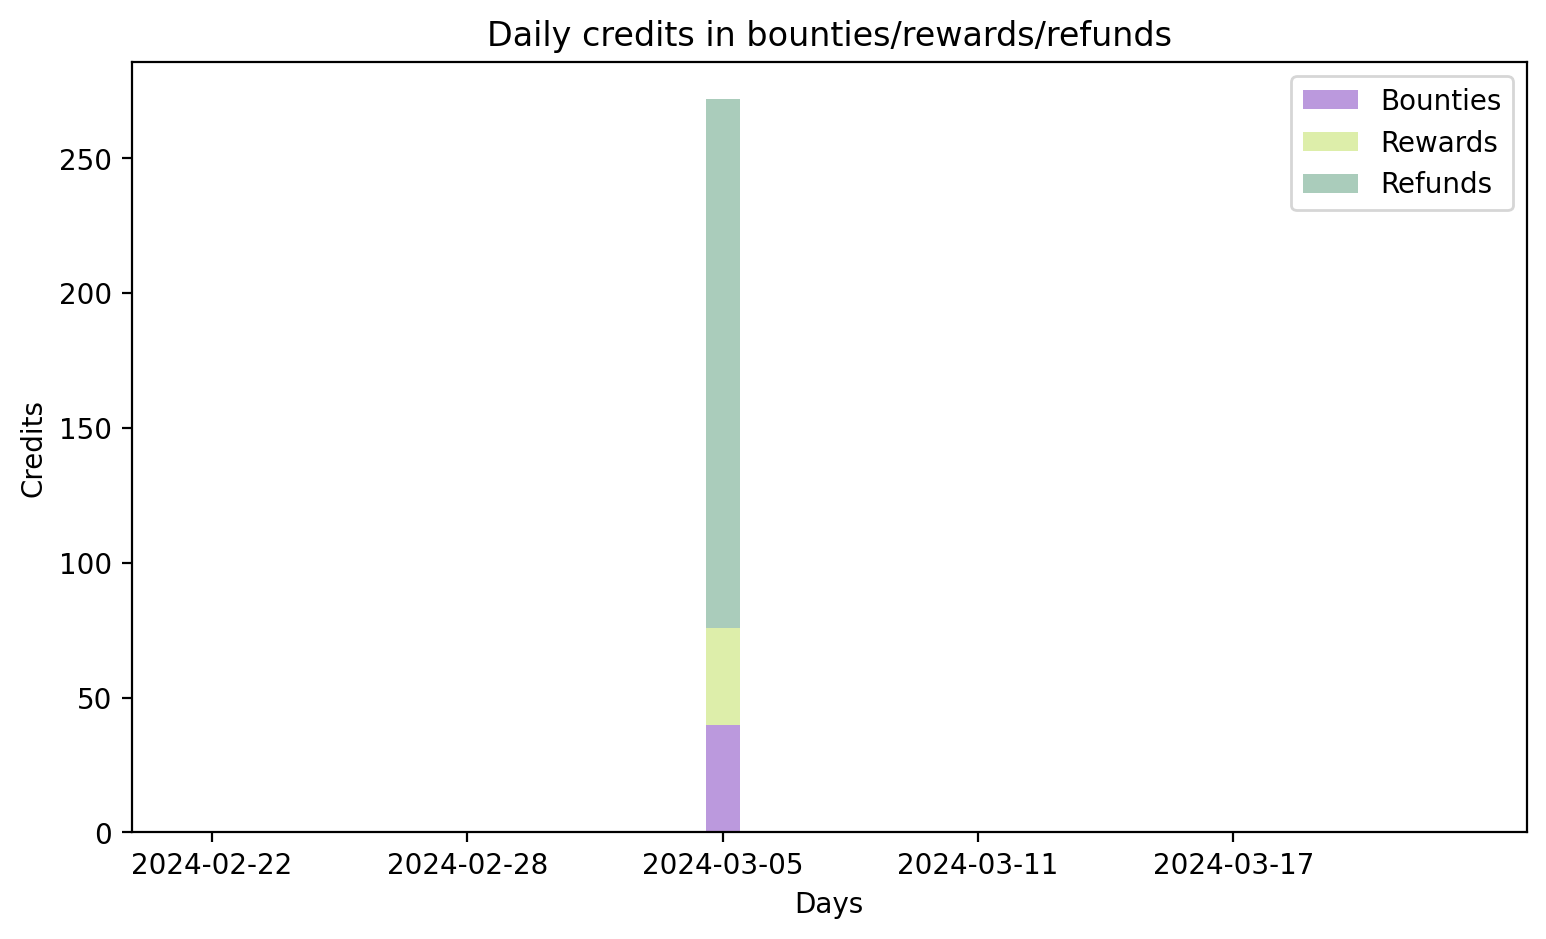 Daily credits in bounties/rewards/refunds
Bounties
Rewards
Refunds
250
200
150
100
50
0
Credits
2024-02-22 2024-02-28 2024-03-05 2024-03-11 2024-03-17
Days